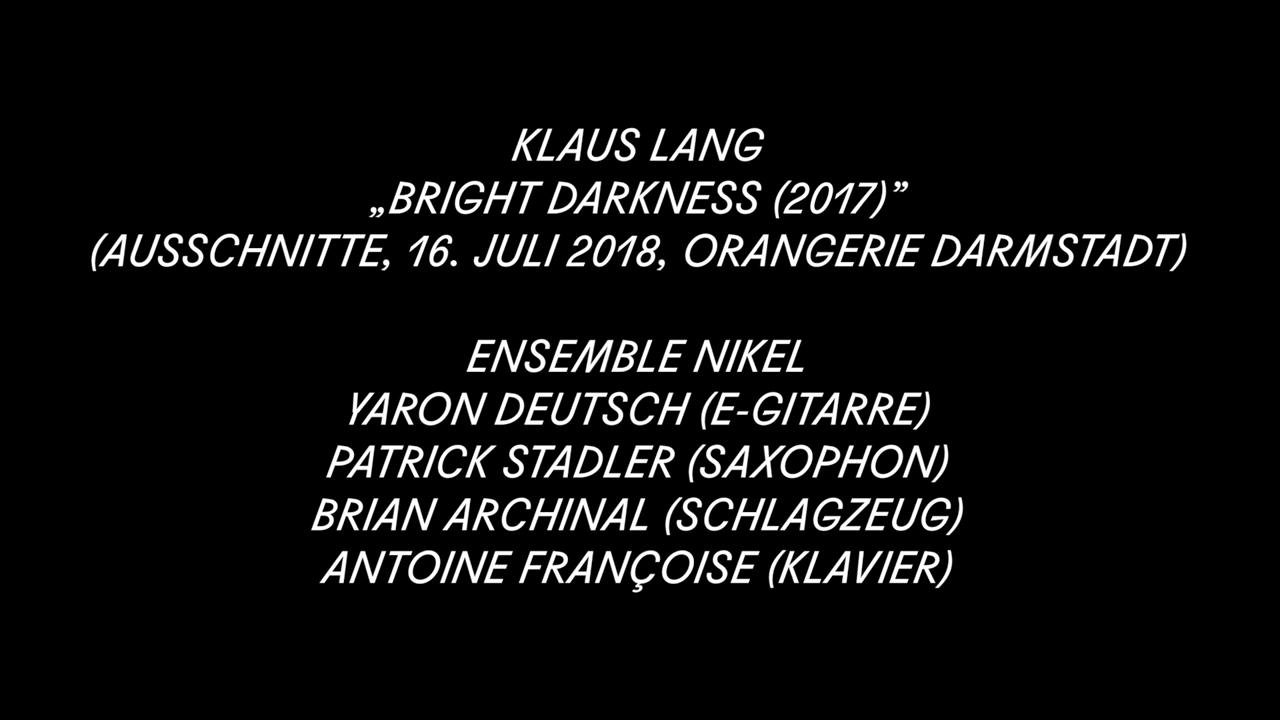 KLAUS LANG
„BRIGHT DARKNESS (2017)”
(AUSSCHNITTE, 16. JULI 2018, ORANGERIE DARMSTADT)
ENSEMBLE NIKEL
YARON DEUTSCH (E-GITARRE)
PATRICK STADLER (SAXOPHON)
BRIAN ARCHINAL (SCHLAGZEUG)
ANTOINE FRANÇOISE (KLAVIER)